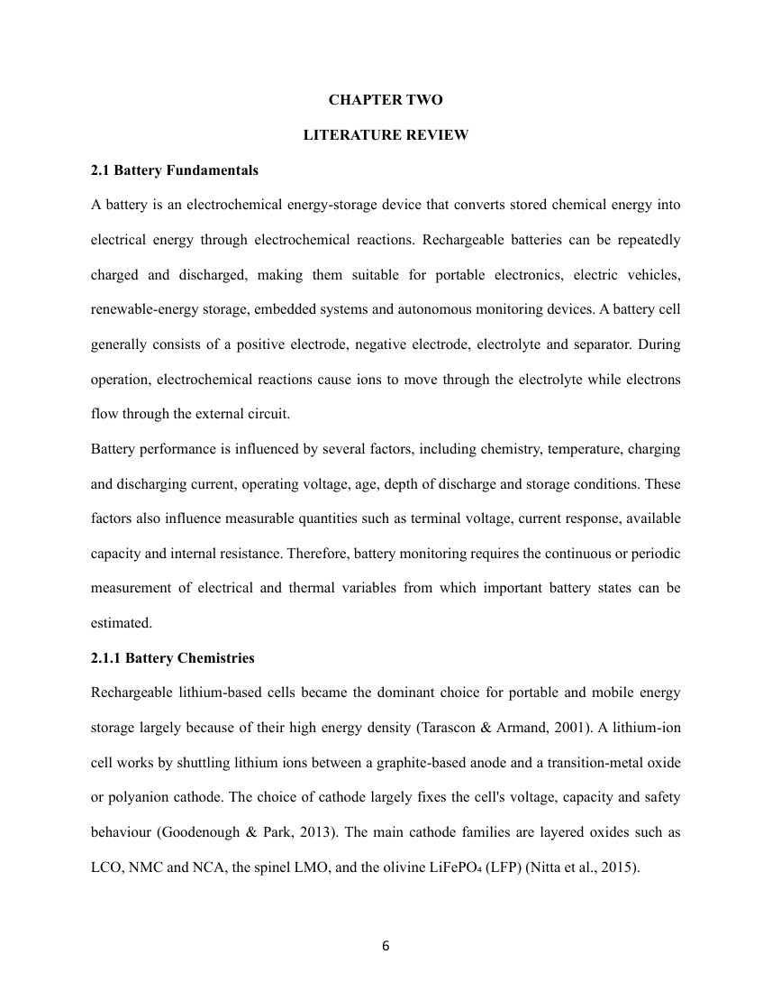 CHAPTER TWO
LITERATURE REVIEW
2.1 Battery Fundamentals
A battery is an electrochemical energy-storage device that converts stored chemical energy into
electrical energy through electrochemical reactions. Rechargeable batteries can be repeatedly
charged and discharged, making them suitable for portable electronics, electric vehicles,
renewable-energy storage, embedded systems and autonomous monitoring devices. A battery cell
generally consists of a positive electrode, negative electrode, electrolyte and separator. During
operation, electrochemical reactions cause ions to move through the electrolyte while electrons
flow through the external circuit.
Battery performance is influenced by several factors, including chemistry, temperature, charging
and discharging current, operating voltage, age, depth of discharge and storage conditions. These
factors also influence measurable quantities such as terminal voltage, current response, available
capacity and internal resistance. Therefore, battery monitoring requires the continuous or periodic
measurement of electrical and thermal variables from which important battery states can be
estimated.
2.1.1 Battery Chemistries
Rechargeable lithium-based cells became the dominant choice for portable and mobile energy
storage largely because of their high energy density (Tarascon & Armand, 2001). A lithium-ion
cell works by shuttling lithium ions between a graphite-based anode and a transition-metal oxide
or polyanion cathode. The choice of cathode largely fixes the cell's voltage, capacity and safety
behaviour (Goodenough & Park, 2013). The main cathode families are layered oxides such as
LCO, NMC and NCA, the spinel LMO, and the olivine LiFePO₄ (LFP) (Nitta et al., 2015).
6